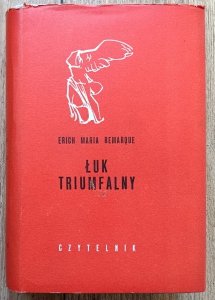 ERICH MARIA REMARQUE
ŁUK
TRIUMFALNY
CZYTELNIK